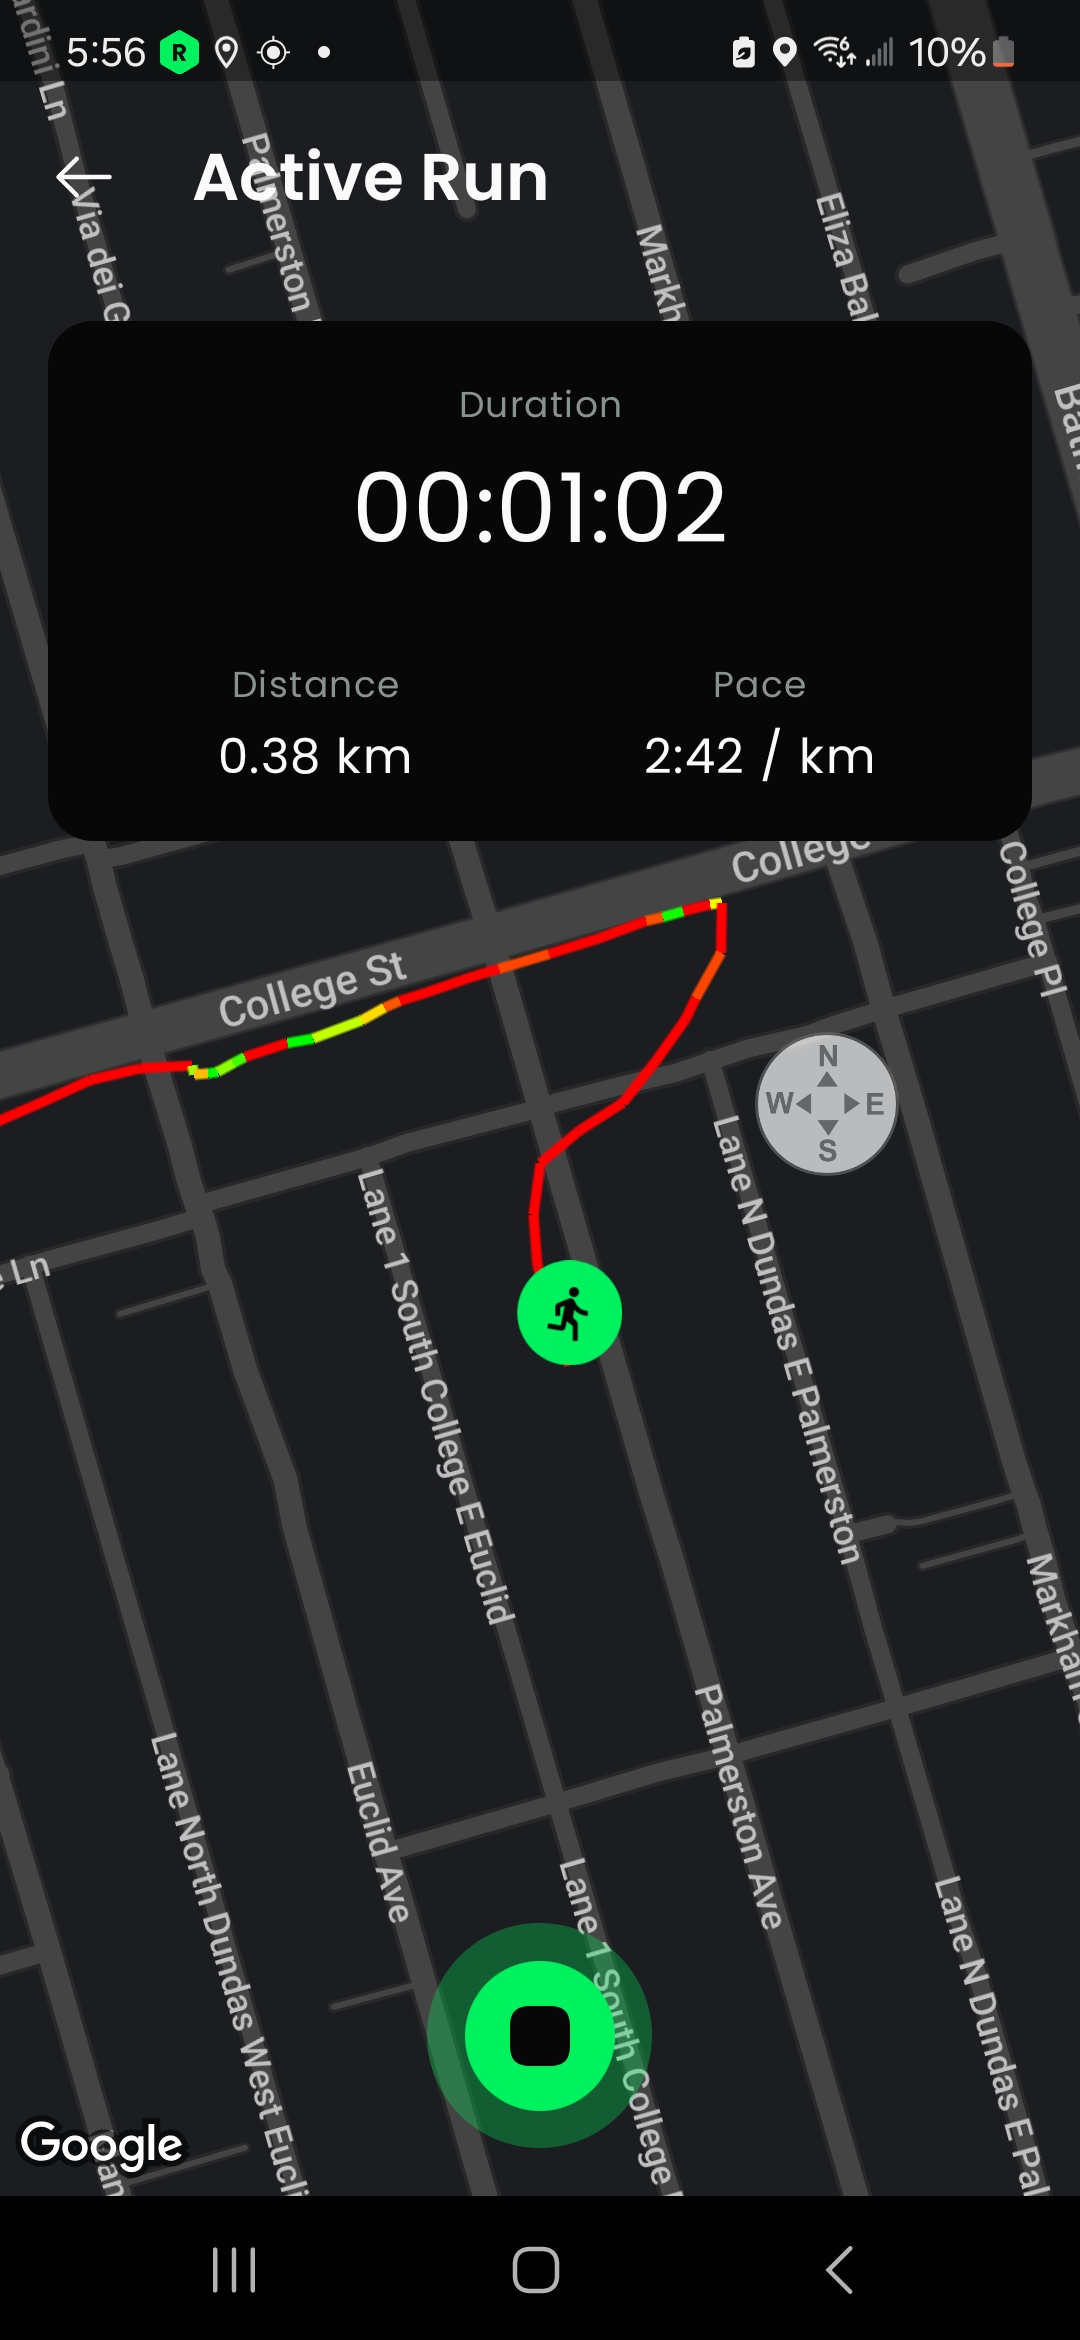 5:56 R 10%
ardini Ln
Via dei G
Palmerston
Active Run
Markh
Eliza Bal
Bath
Duration
00:01:02
Distance
Pace
0.38 km
2:42 / km
College
College Pl
College St
N
W E
S
Ln
Lane 1 South College E Euclid
Lane N Dundas E Palmerston
Markham
Lane North Dundas West Eucli
Euclid Ave
Palmerston Ave
Lane 1 South College
Lane N Dundas E Pal
Google